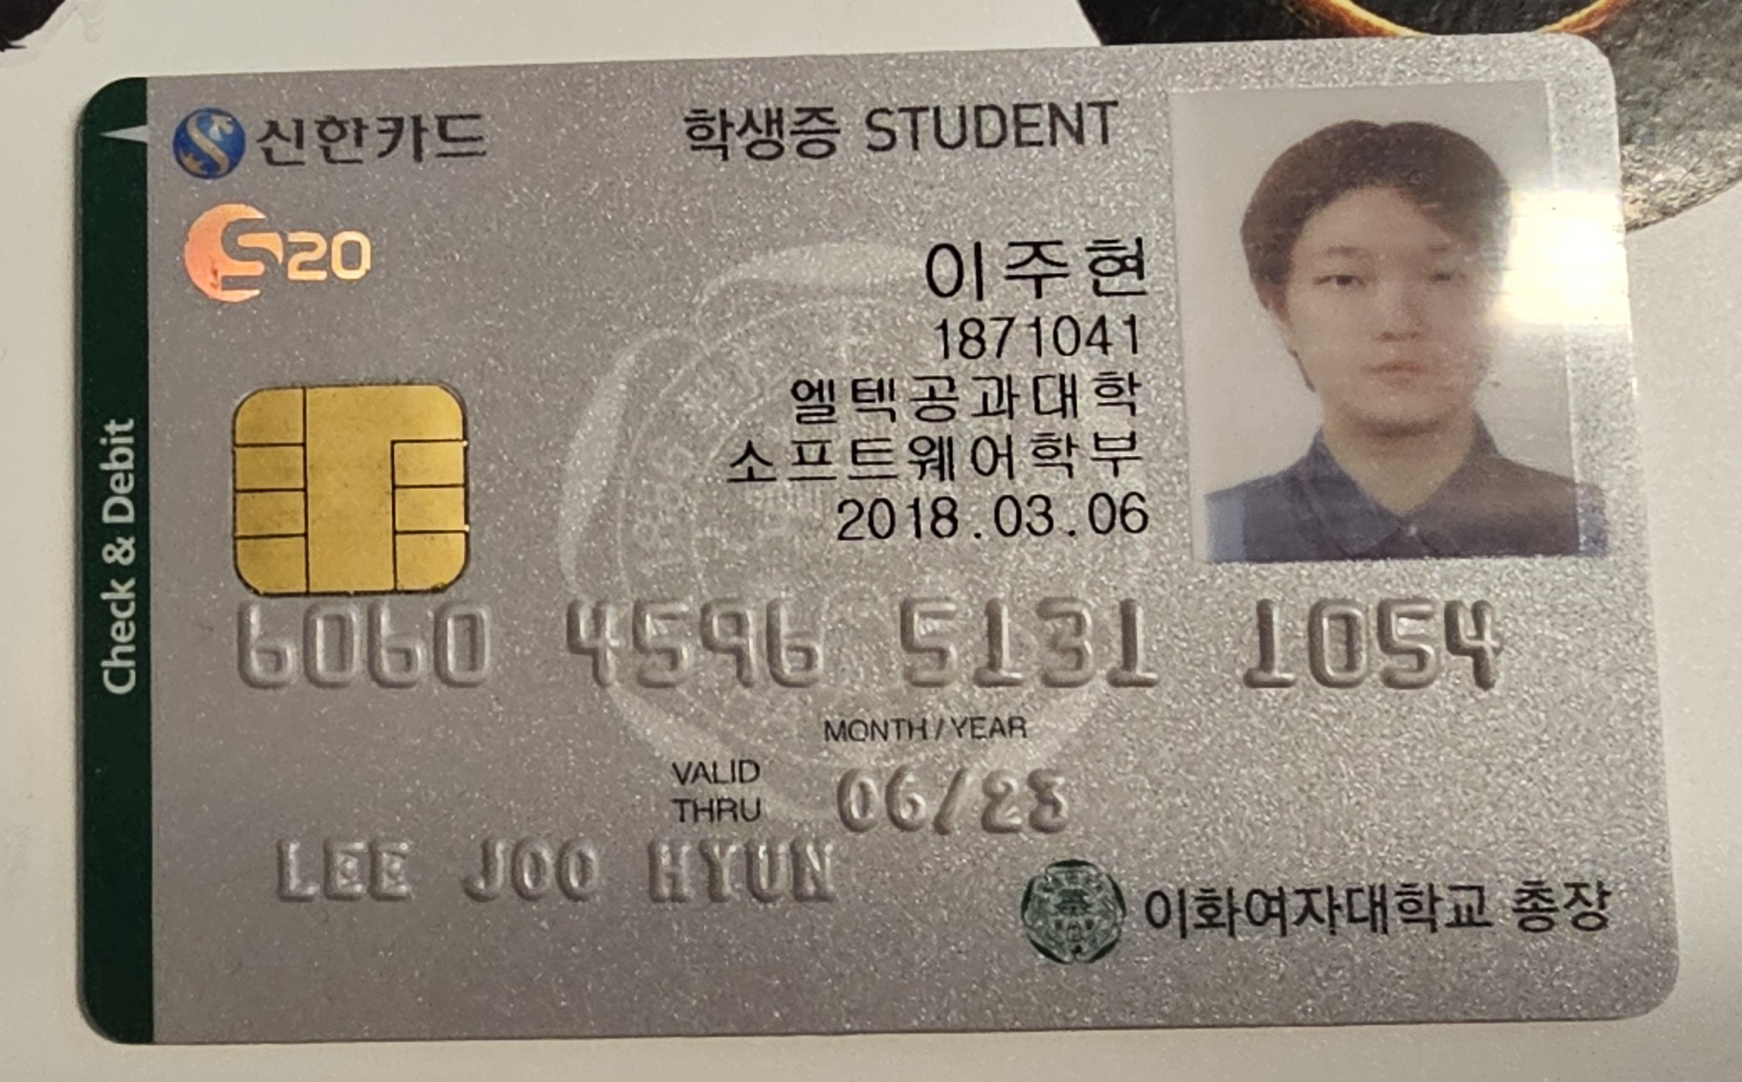 신한카드
학생증 STUDENT
S20
이주현
1871041
엘텍공과대학
소프트웨어학부
2018.03.06
Check & Debit
6060 4596 5131 1054
MONTH/YEAR
VALID THRU 06/23
LEE JOO HYUN
이화여자대학교 총장